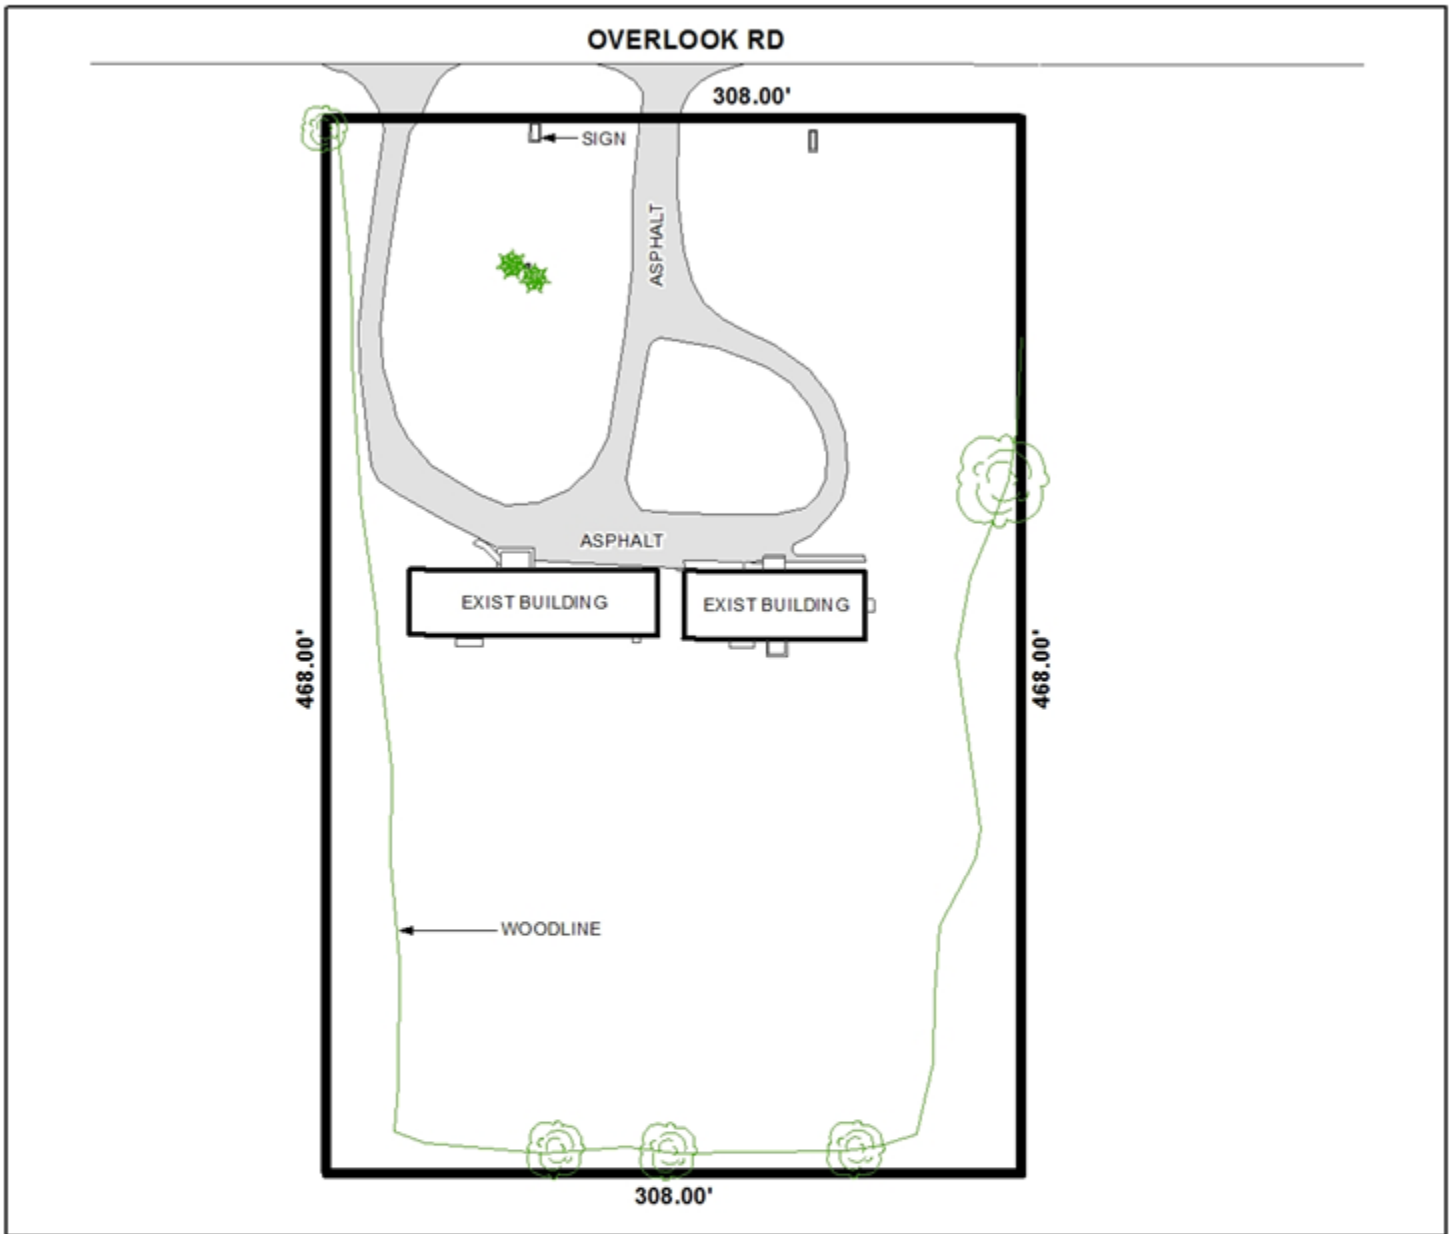 OVERLOOK RD
308.00'
SIGN
ASPHALT
ASPHALT
EXIST BUILDING
EXIST BUILDING
468.00'
468.00'
WOODLINE
308.00'